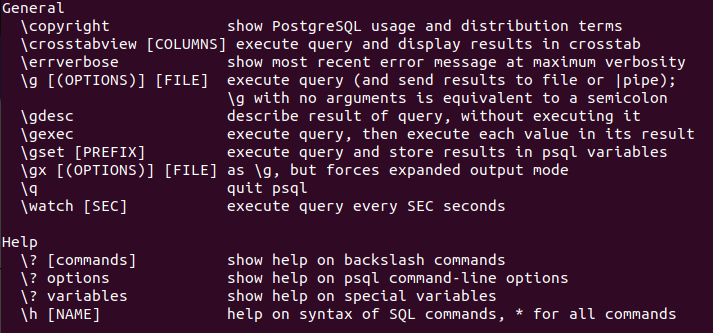 General
  \copyright             show PostgreSQL usage and distribution terms
  \crosstabview [COLUMNS] execute query and display results in crosstab
  \errverbose            show most recent error message at maximum verbosity
  \g [(OPTIONS)] [FILE]  execute query (and send results to file or |pipe);
                         \g with no arguments is equivalent to a semicolon
  \gdesc                 describe result of query, without executing it
  \gexec                 execute query, then execute each value in its result
  \gset [PREFIX]         execute query and store results in psql variables
  \gx [(OPTIONS)] [FILE] as \g, but forces expanded output mode
  \q                     quit psql
  \watch [SEC]           execute query every SEC seconds

Help
  \? [commands]          show help on backslash commands
  \? options             show help on psql command-line options
  \? variables           show help on special variables
  \h [NAME]              help on syntax of SQL commands, * for all commands